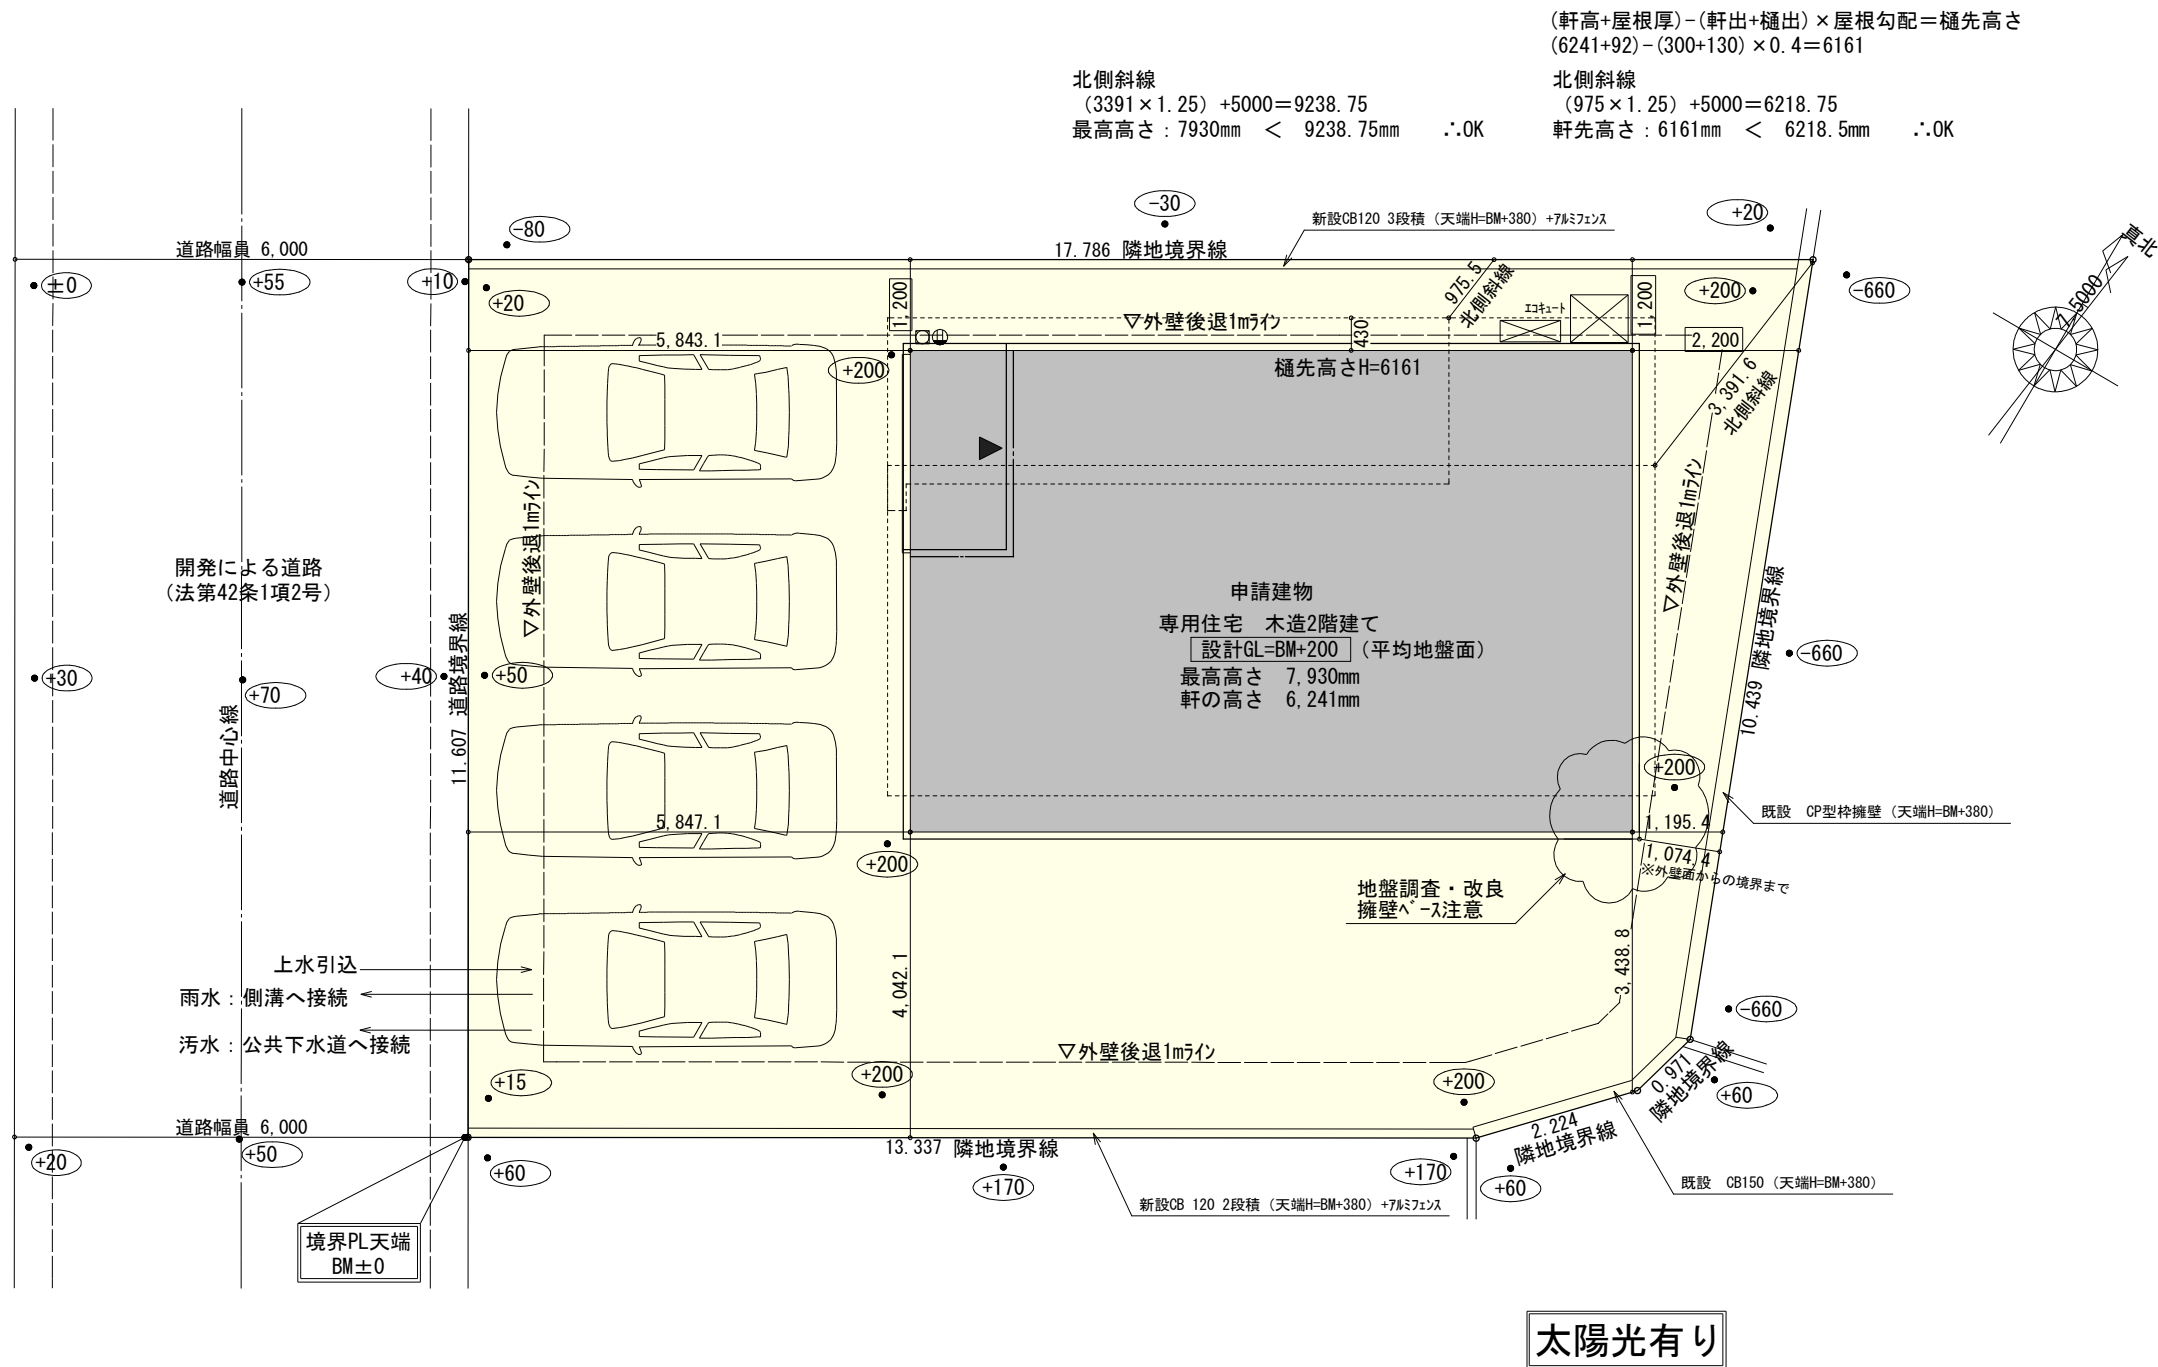 (軒高+屋根厚)-(軒出+樋出)×屋根勾配=樋先高さ
(6241+92)-(300+130)×0.4=6161
北側斜線
(3391×1.25)+5000=9238.75
最高高さ:7930mm < 9238.75mm ∴OK
北側斜線
(975×1.25)+5000=6218.75
軒先高さ:6161mm < 6218.5mm ∴OK
-80
-30
新設CB120 3段積(天端H=BM+380)+ｱﾙﾐﾌｪﾝｽ
+20
真北
道路幅員 6,000
17.786 隣地境界線
±0
+55
+10
+20
1,200
975.5
北側斜線
ｴｺｷｭｰﾄ
1,200
+200
-660
7.5000
▽外壁後退1mﾗｲﾝ
5,843.1
430
2,200
+200
樋先高さH=6161
3,391.6
北側斜線
▽外壁後退1mﾗｲﾝ
▽外壁後退1mﾗｲﾝ
開発による道路
(法第42条1項2号)
申請建物
専用住宅 木造2階建て
設計GL=BM+200 (平均地盤面)
最高高さ 7,930mm
軒の高さ 6,241mm
+30
+70
+40
+50
-660
道路中心線
11.607 道路境界線
10.439 隣地境界線
+200
既設 CP型枠擁壁(天端H=BM+380)
5,847.1
1,195.4
+200
1,074.4
※外壁面からの境界まで
地盤調査・改良
擁壁ﾍﾞｰｽ注意
上水引込
雨水:側溝へ接続
汚水:公共下水道へ接続
4,042.1
3,438.8
-660
▽外壁後退1mﾗｲﾝ
+15
+200
+200
0.971
隣地境界線
+60
道路幅員 6,000
+20
+50
+60
13.337 隣地境界線
+170
+170
+60
2.224
隣地境界線
既設 CB150(天端H=BM+380)
新設CB 120 2段積(天端H=BM+380)+ｱﾙﾐﾌｪﾝｽ
境界PL天端
BM±0
太陽光有り